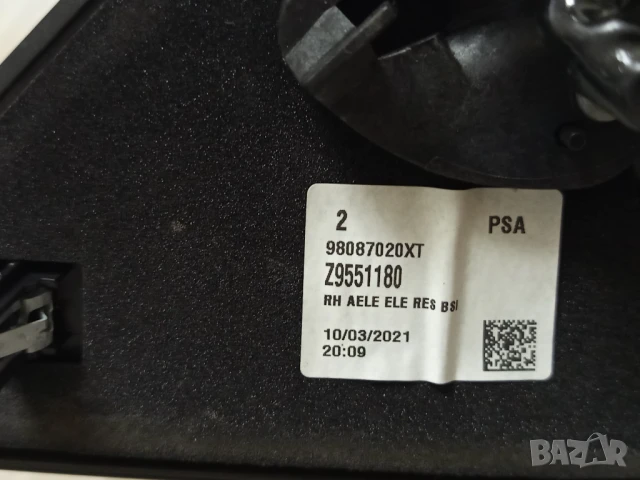 2 PSA
98087020XT
Z9551180
RH AELE ELE RES BSI
10/03/2021
20:09
BAZAR